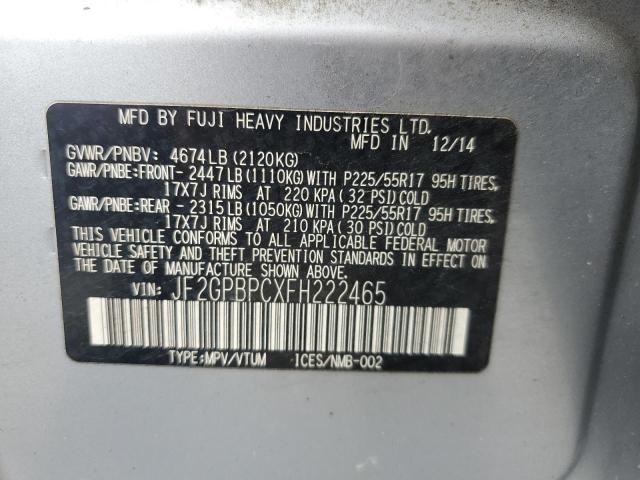 MFD BY FUJI HEAVY INDUSTRIES LTD.
MFD IN 12/14
GVWR/PNBV: 4674LB (2120KG)
GAWR/PNBE:FRONT-2447LB(1110KG)WITH P225/55R17 95H TIRES,
17X7J RIMS AT 220 KPA(32 PSI)COLD
GAWR/PNBE:REAR -2315LB(1050KG)WITH P225/55R17 95H TIRES,
17X7J RIMS AT 210 KPA(30 PSI)COLD
THIS VEHICLE CONFORMS TO ALL APPLICABLE FEDERAL MOTOR
VEHICLE SAFETY AND THEFT PREVENTION STANDARDS IN EFFECT ON
THE DATE OF MANUFACTURE SHOWN ABOVE.
VIN: JF2GPBPCXFH222465
TYPE:MPV/VTUM ICES/NMB-002